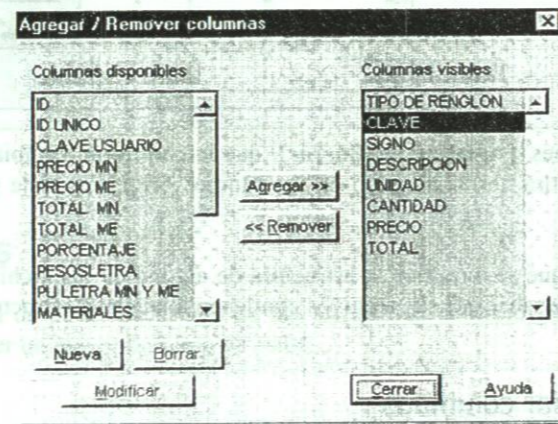 Agregar / Remover columnas
Columnas disponibles
ID
ID UNICO
CLAVE USUARIO
PRECIO MN
PRECIO ME
TOTAL MN
TOTAL ME
PORCENTAJE
PESOSLETRA
PU LETRA MN Y ME
MATERIALES
Agregar >>
<< Remover
Columnas visibles
TIPO DE RENGLON
CLAVE
SIGNO
DESCRIPCION
UNIDAD
CANTIDAD
PRECIO
TOTAL
Nueva
Borrar
Modificar
Cerrar
Ayuda